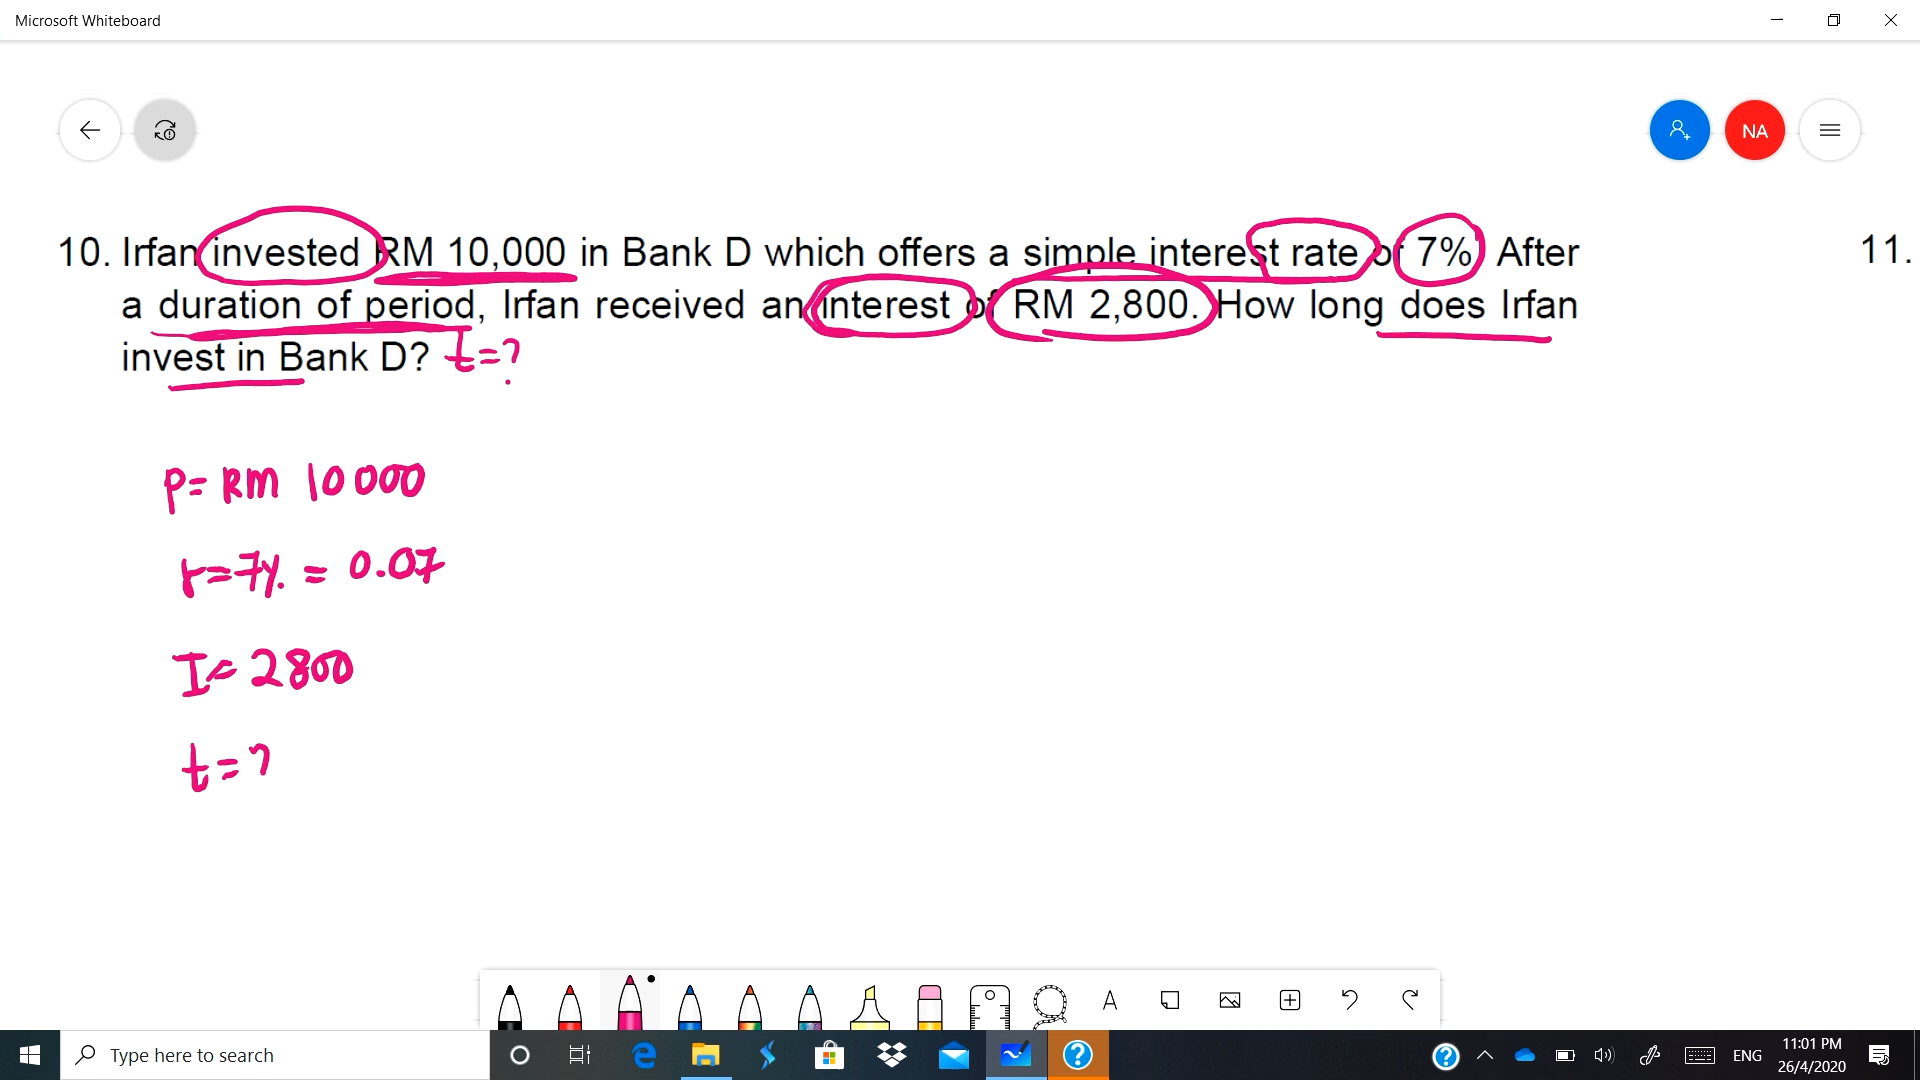 Microsoft Whiteboard
NA
10. Irfan invested RM 10,000 in Bank D which offers a simple interest rate of 7%. After
a duration of period, Irfan received an interest of RM 2,800. How long does Irfan
invest in Bank D? t=?
11.
P= RM 10000
r=7% = 0.07
I= 2800
t=?
A
Type here to search
ENG
11:01 PM
26/4/2020